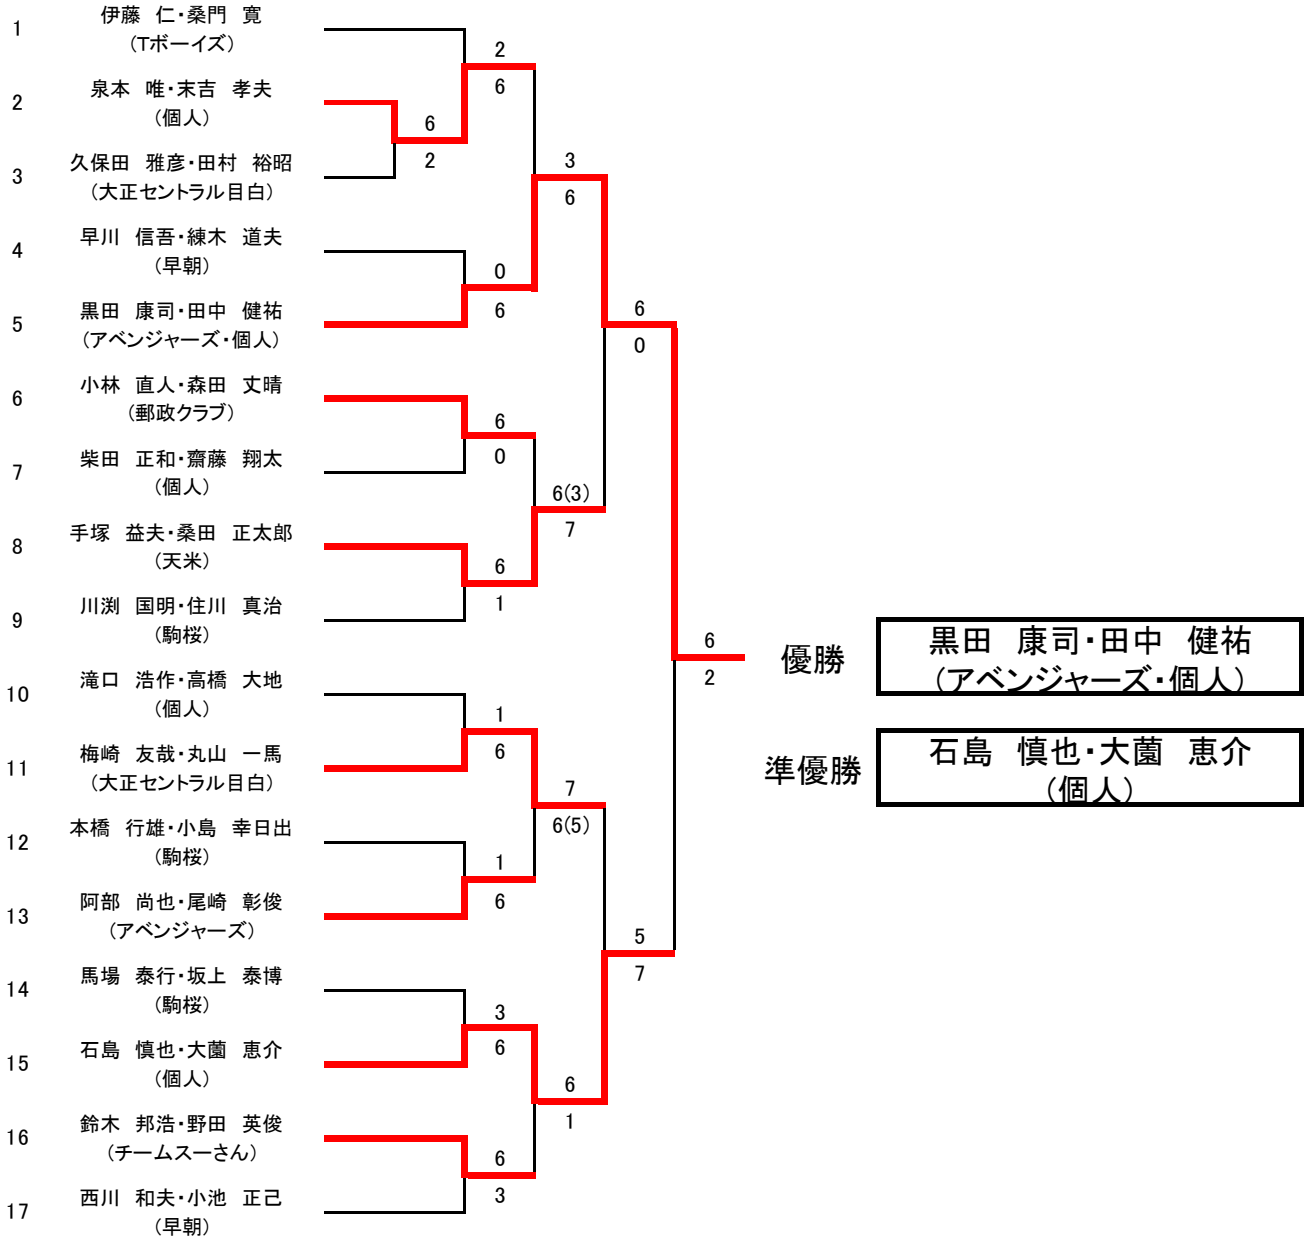 1
伊藤 仁・桑門 寛
(Tボーイズ)
2
6
2
泉本 唯・末吉 孝夫
(個人)
6
2
3
久保田 雅彦・田村 裕昭
(大正セントラル目白)
3
6
4
早川 信吾・練木 道夫
(早朝)
0
6
5
黒田 康司・田中 健祐
(アベンジャーズ・個人)
6
0
6
小林 直人・森田 丈晴
(郵政クラブ)
6
0
7
柴田 正和・齋藤 翔太
(個人)
6(3)
7
8
手塚 益夫・桑田 正太郎
(天米)
6
1
9
川渕 国明・住川 真治
(駒桜)
6
2
優勝
黒田 康司・田中 健祐
(アベンジャーズ・個人)
10
滝口 浩作・高橋 大地
(個人)
1
6
準優勝
石島 慎也・大薗 恵介
(個人)
11
梅崎 友哉・丸山 一馬
(大正セントラル目白)
7
6(5)
12
本橋 行雄・小島 幸日出
(駒桜)
1
6
13
阿部 尚也・尾崎 彰俊
(アベンジャーズ)
5
7
14
馬場 泰行・坂上 泰博
(駒桜)
3
6
15
石島 慎也・大薗 恵介
(個人)
6
1
16
鈴木 邦浩・野田 英俊
(チームスーさん)
6
3
17
西川 和夫・小池 正己
(早朝)